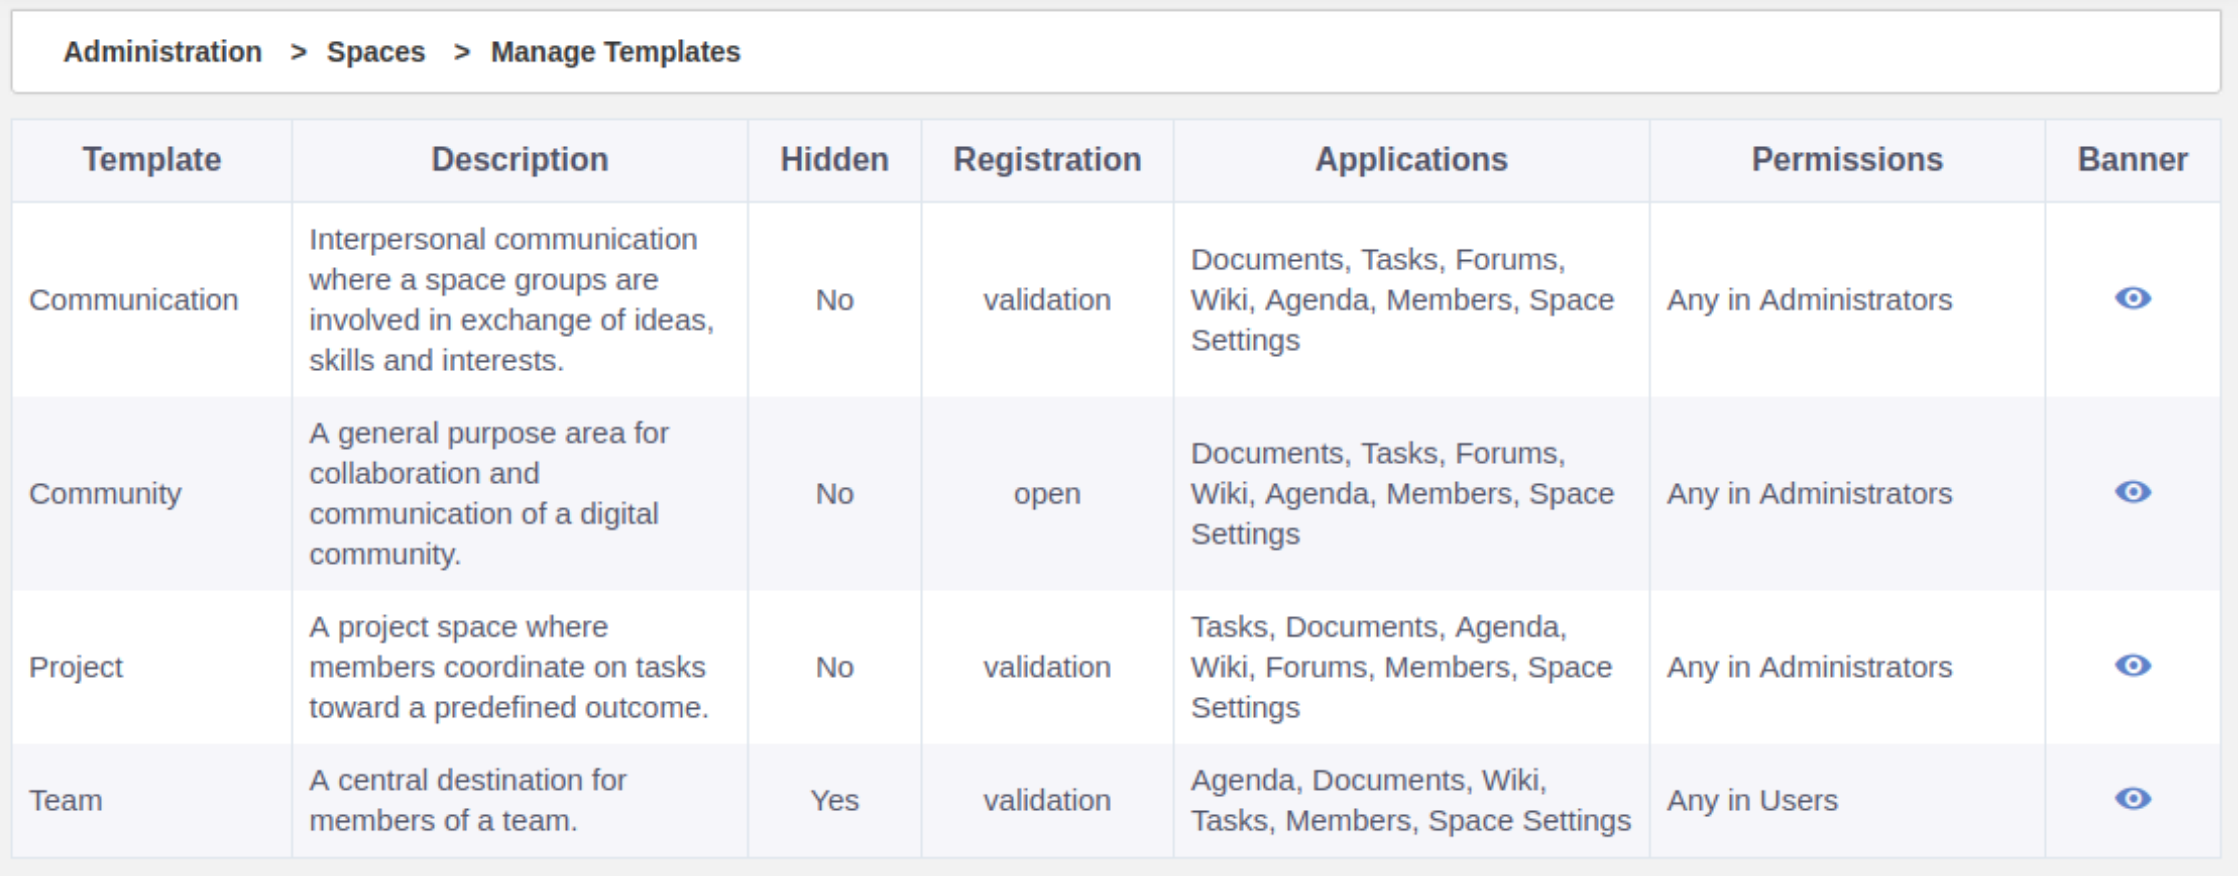 Administration > Spaces > Manage Templates
Template Description Hidden Registration Applications Permissions Banner
Communication
Interpersonal communication
where a space groups are
involved in exchange of ideas,
skills and interests.
No
validation
Documents, Tasks, Forums,
Wiki, Agenda, Members, Space
Settings
Any in Administrators
Community
A general purpose area for
collaboration and
communication of a digital
community.
No
open
Documents, Tasks, Forums,
Wiki, Agenda, Members, Space
Settings
Any in Administrators
Project
A project space where
members coordinate on tasks
toward a predefined outcome.
No
validation
Tasks, Documents, Agenda,
Wiki, Forums, Members, Space
Settings
Any in Administrators
Team
A central destination for
members of a team.
Yes
validation
Agenda, Documents, Wiki,
Tasks, Members, Space Settings
Any in Users